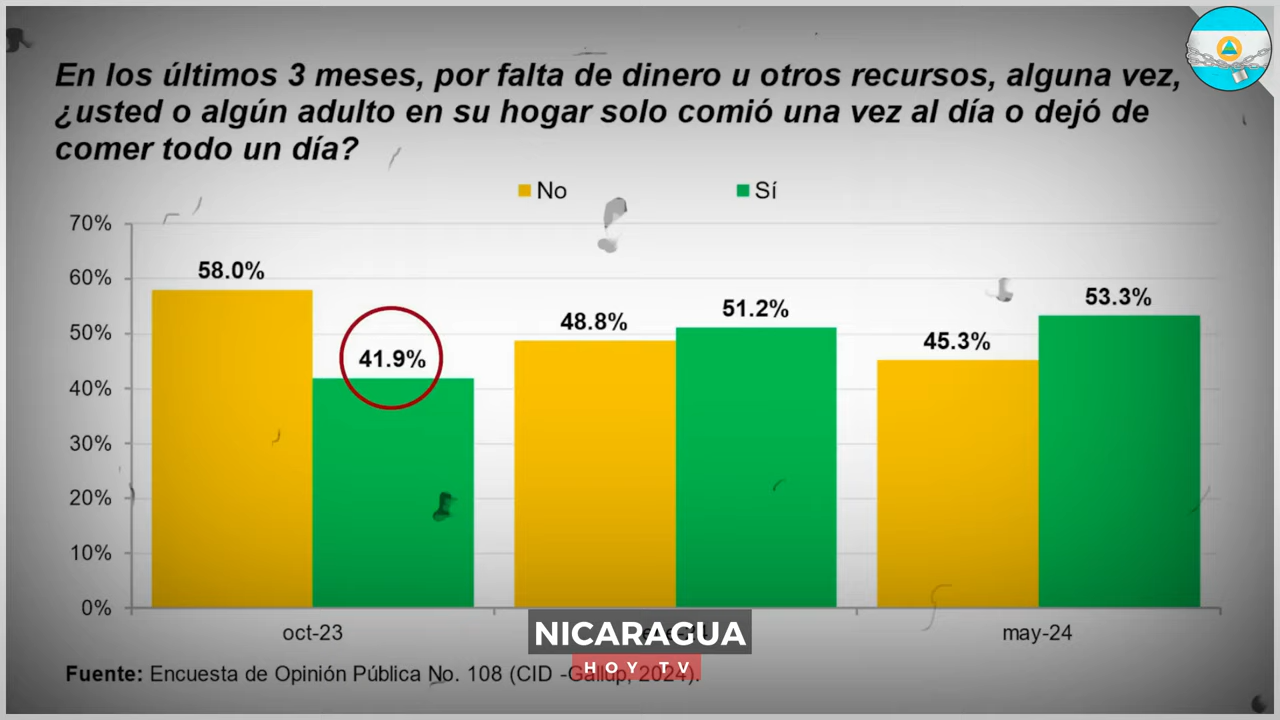 En los últimos 3 meses, por falta de dinero u otros recursos, alguna vez,
¿usted o algún adulto en su hogar solo comió una vez al día o dejó de
comer todo un día?
No Sí
70%
58.0% 41.9% 48.8% 51.2% 45.3% 53.3%
60%
50%
40%
30%
20%
10%
0%
oct-23 may-24
NICARAGUA
HOY TV
Fuente: Encuesta de Opinión Pública No. 108 (CID -Gallup, 2024).